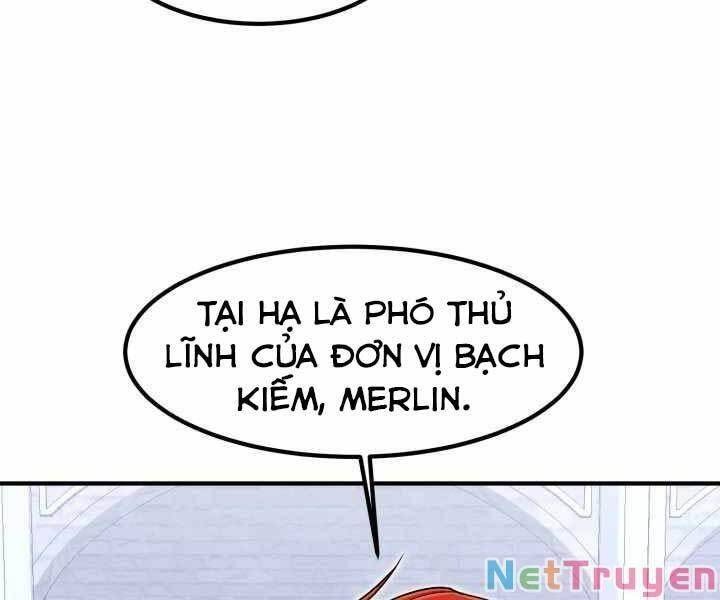 TẠI HẠ LÀ PHÓ THỦ
LĨNH CỦA ĐƠN VỊ BẠCH
KIẾM, MERLIN.
NetTruyen